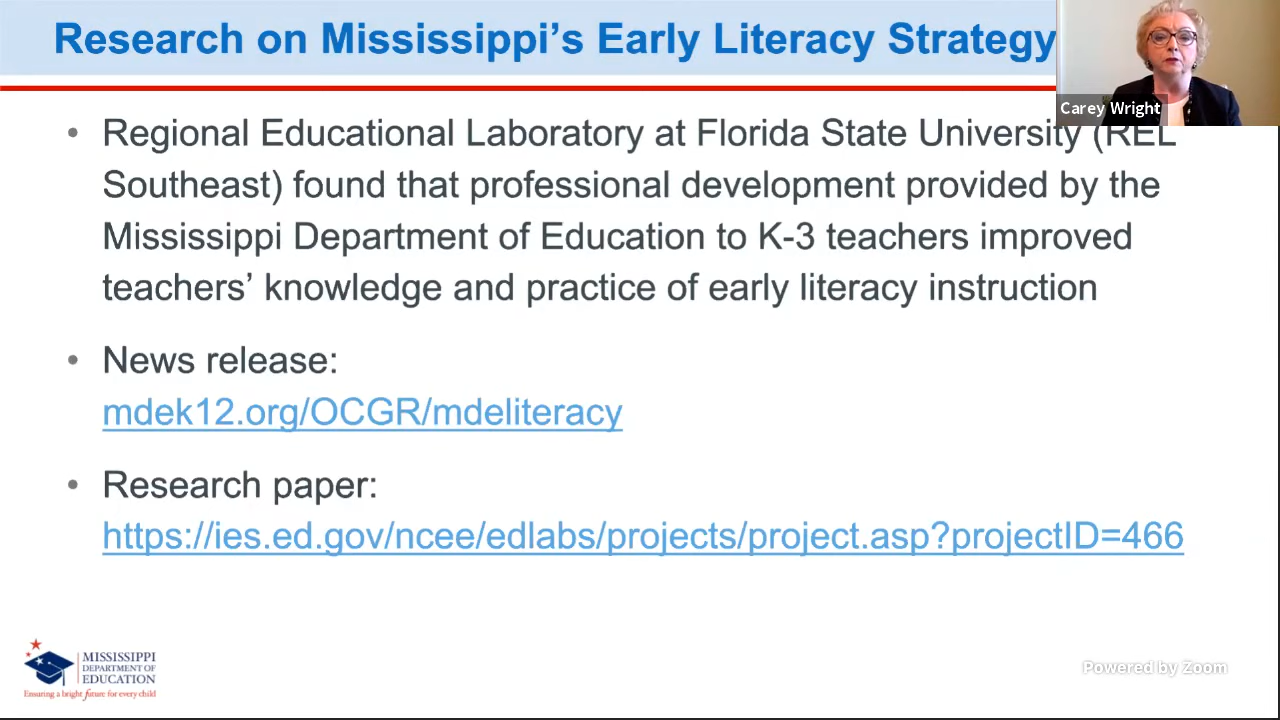 Research on Mississippi's Early Literacy Strategy
Carey Wright
• Regional Educational Laboratory at Florida State University (REL
Southeast) found that professional development provided by the
Mississippi Department of Education to K-3 teachers improved
teachers' knowledge and practice of early literacy instruction
• News release:
mdek12.org/OCGR/mdeliteracy
• Research paper:
https://ies.ed.gov/ncee/edlabs/projects/project.asp?projectID=466
MISSISSIPPI
DEPARTMENT OF
EDUCATION
Ensuring a bright future for every child
Powered by Zoom